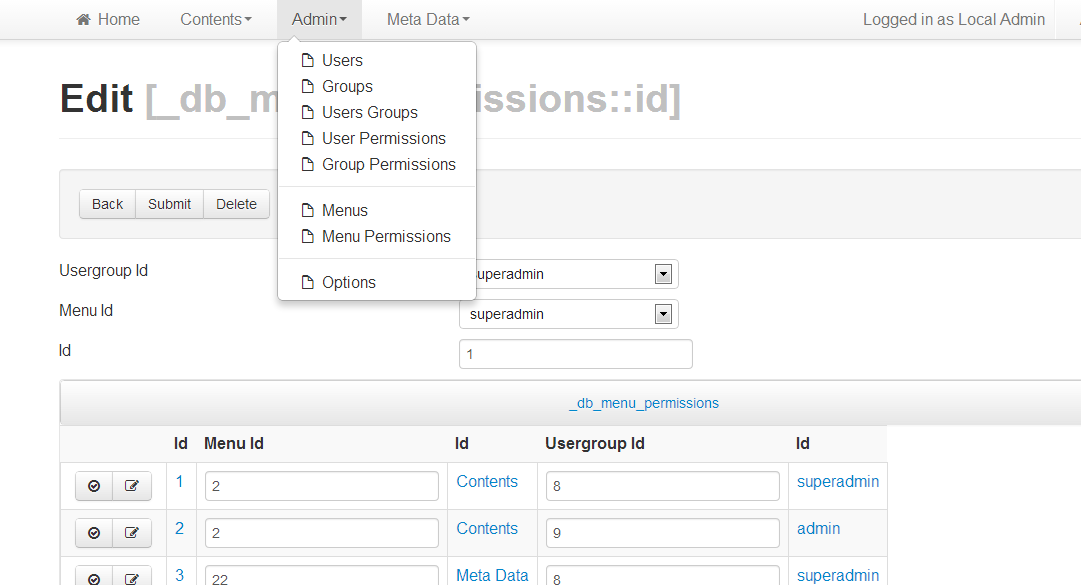 Home Contents Admin Meta Data Logged in as Local Admin
Users
Groups
Edit [_db_m issions::id]
Users Groups
User Permissions
Group Permissions
Back Submit Delete
Menus
Menu Permissions
Usergroup Id uperadmin
Options
Menu Id superadmin
Id 1
_db_menu_permissions
Id Menu Id Id Usergroup Id Id
1 2 Contents 8 superadmin
2 2 Contents 9 admin
3 22 Meta Data 8 superadmin